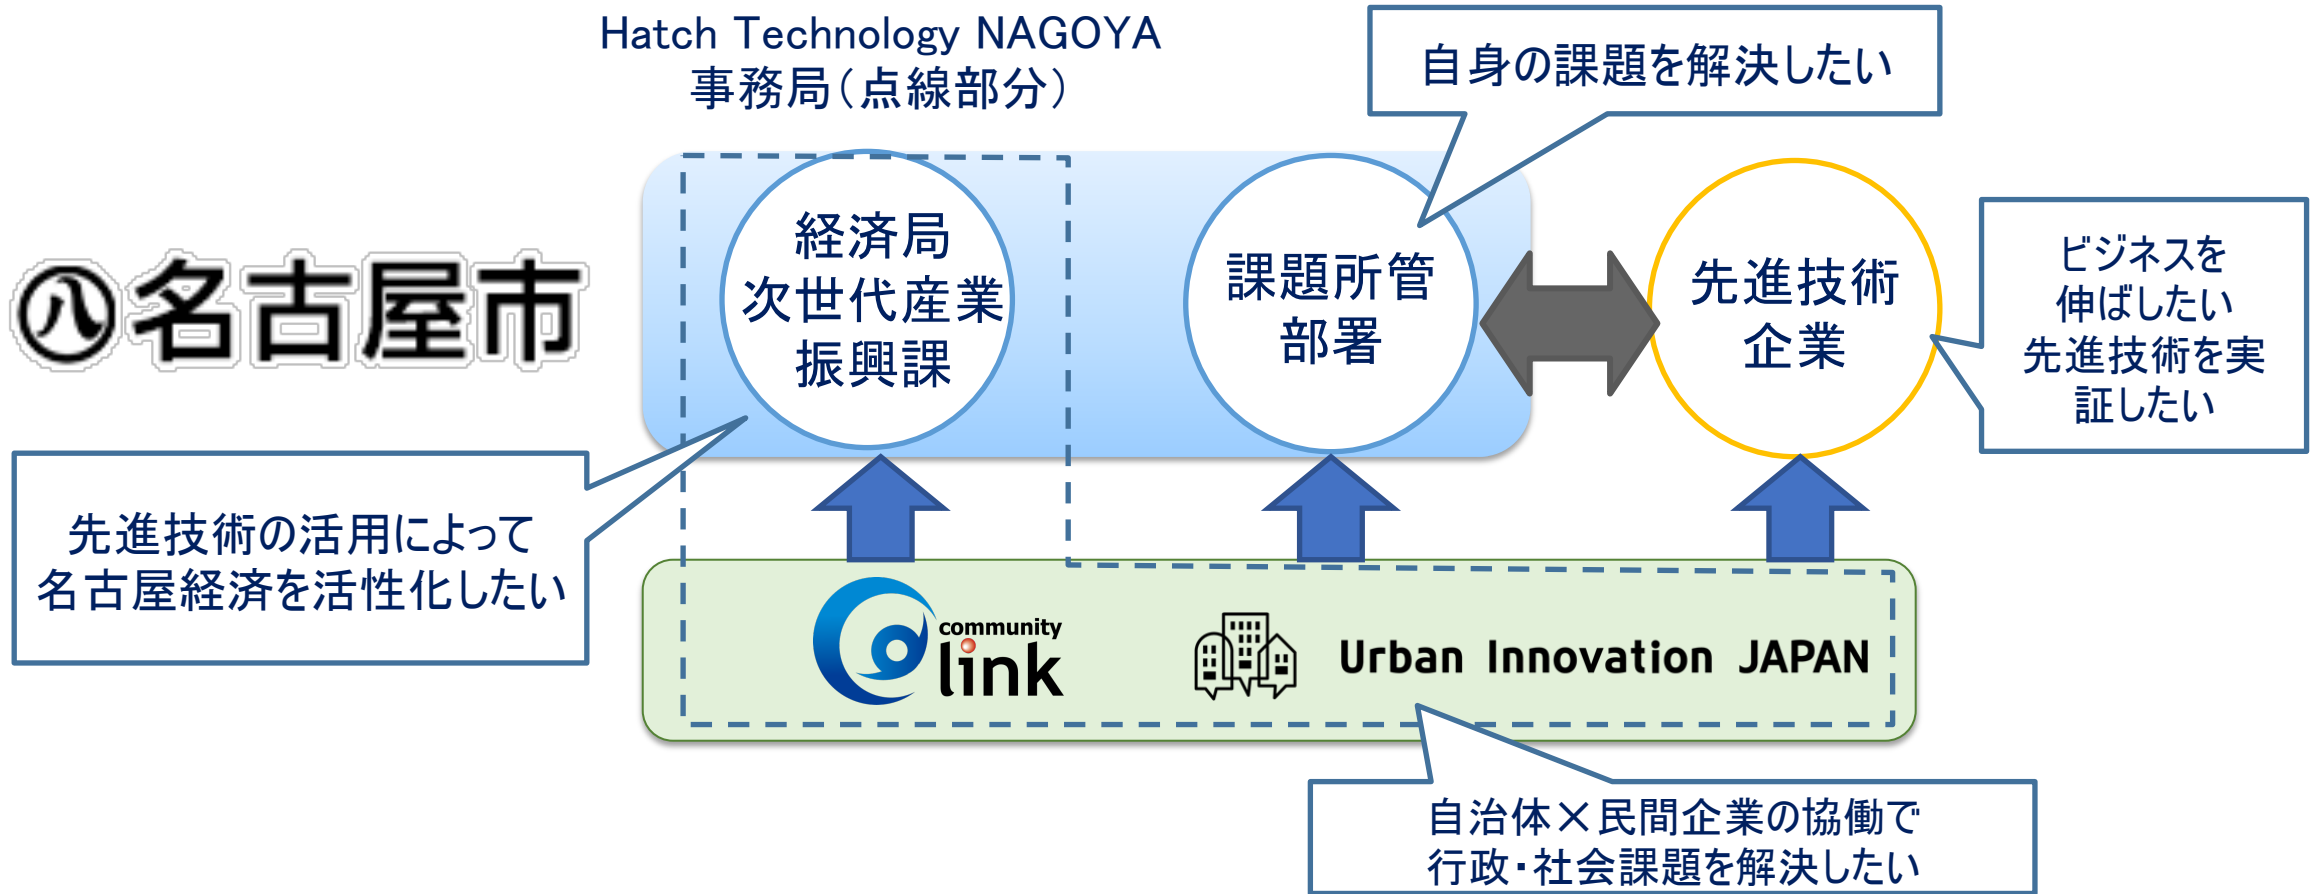 Hatch Technology NAGOYA
事務局（点線部分）
自身の課題を解決したい
㊇名古屋市
経済局
次世代産業
振興課
課題所管
部署
先進技術
企業
ビジネスを
伸ばしたい
先進技術を実
証したい
先進技術の活用によって
名古屋経済を活性化したい
community
link
Urban Innovation JAPAN
自治体×民間企業の協働で
行政・社会課題を解決したい